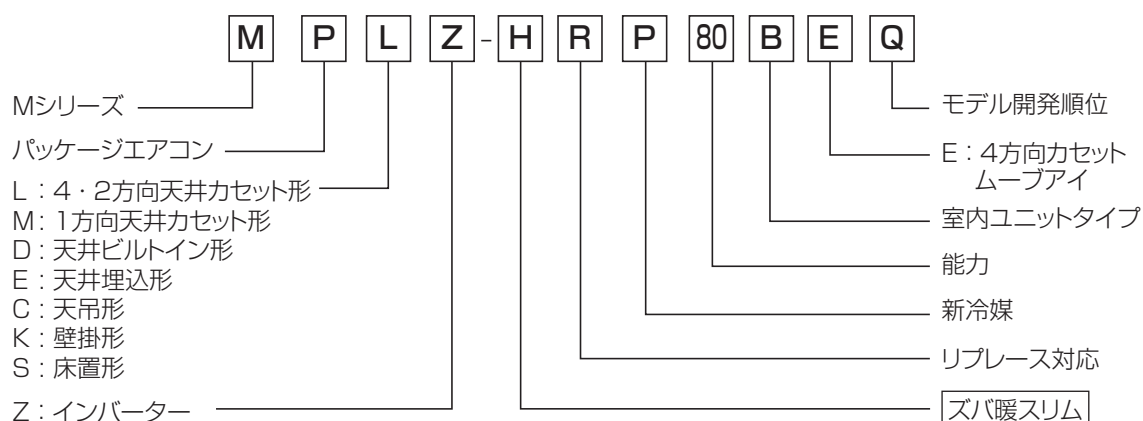 M P L Z - H R P 80 B E Q
Mシリーズ
パッケージエアコン
L：4・2方向天井カセット形
M：1方向天井カセット形
D：天井ビルトイン形
E：天井埋込形
C：天吊形
K：壁掛形
S：床置形
Z：インバーター
モデル開発順位
E：4方向カセット
ムーブアイ
室内ユニットタイプ
能力
新冷媒
リプレース対応
ズバ暖スリム